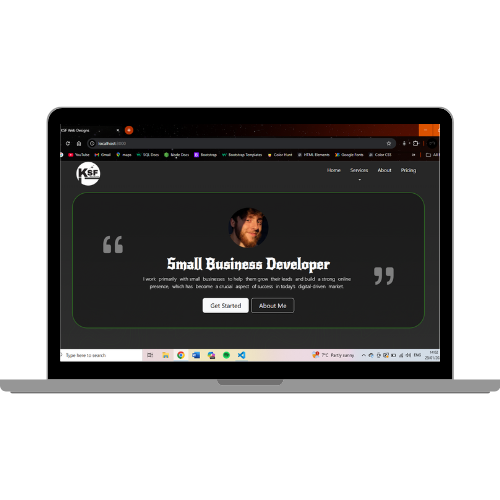 KSF Web Designs
localhost:3000
YouTube Gmail maps SQL Docs Node Docs Bootstrap Bootstrap Templates Color Hunt HTML Elements Google Fonts Color CSS
KSF
Home Services About Pricing
“
Small Business Developer
I work primarily with small businesses to help them grow their leads and build a strong online
presence, which has become a crucial aspect of success in today's digital-driven market.
”
Get Started About Me
Type here to search 7°C Partly sunny ENG